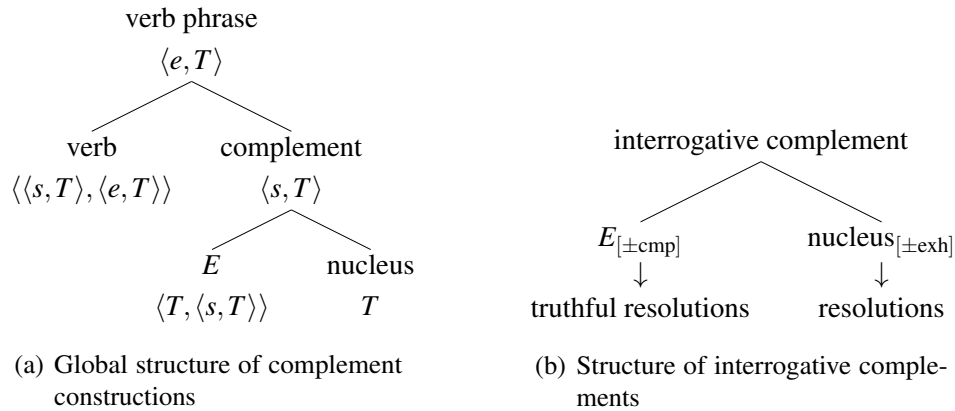 verb phrase
⟨e, T⟩
verb complement
⟨⟨s, T⟩, ⟨e, T⟩⟩ ⟨s, T⟩
E nucleus
⟨T, ⟨s, T⟩⟩ T
(a) Global structure of complement
constructions
interrogative complement
E[±cmp] nucleus[±exh]
↓ ↓
truthful resolutions resolutions
(b) Structure of interrogative comple-
ments